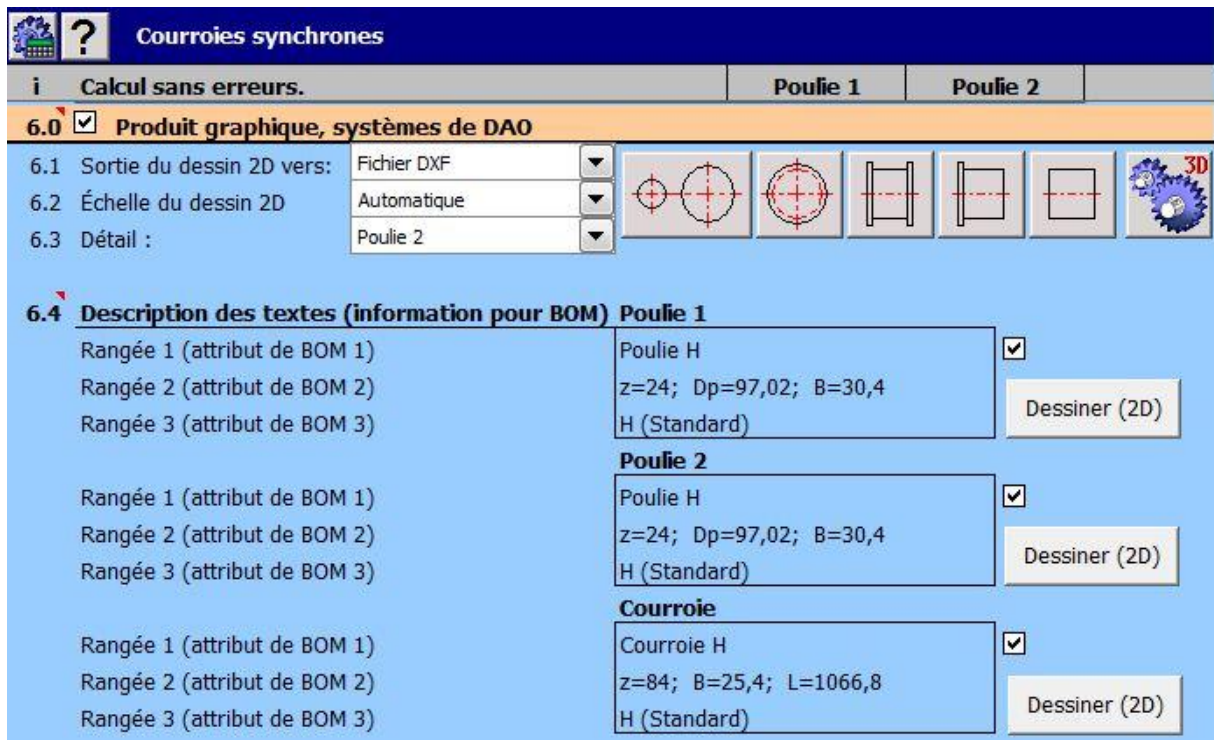 ? Courroies synchrones
i Calcul sans erreurs. Poulie 1 Poulie 2
6.0 Produit graphique, systèmes de DAO
6.1 Sortie du dessin 2D vers: Fichier DXF
3D
6.2 Échelle du dessin 2D Automatique
6.3 Détail : Poulie 2
6.4 Description des textes (information pour BOM) Poulie 1
Rangée 1 (attribut de BOM 1) Poulie H
Rangée 2 (attribut de BOM 2) z=24; Dp=97,02; B=30,4
Dessiner (2D)
Rangée 3 (attribut de BOM 3) H (Standard)
Poulie 2
Rangée 1 (attribut de BOM 1) Poulie H
Rangée 2 (attribut de BOM 2) z=24; Dp=97,02; B=30,4
Dessiner (2D)
Rangée 3 (attribut de BOM 3) H (Standard)
Courroie
Rangée 1 (attribut de BOM 1) Courroie H
Rangée 2 (attribut de BOM 2) z=84; B=25,4; L=1066,8
Dessiner (2D)
Rangée 3 (attribut de BOM 3) H (Standard)